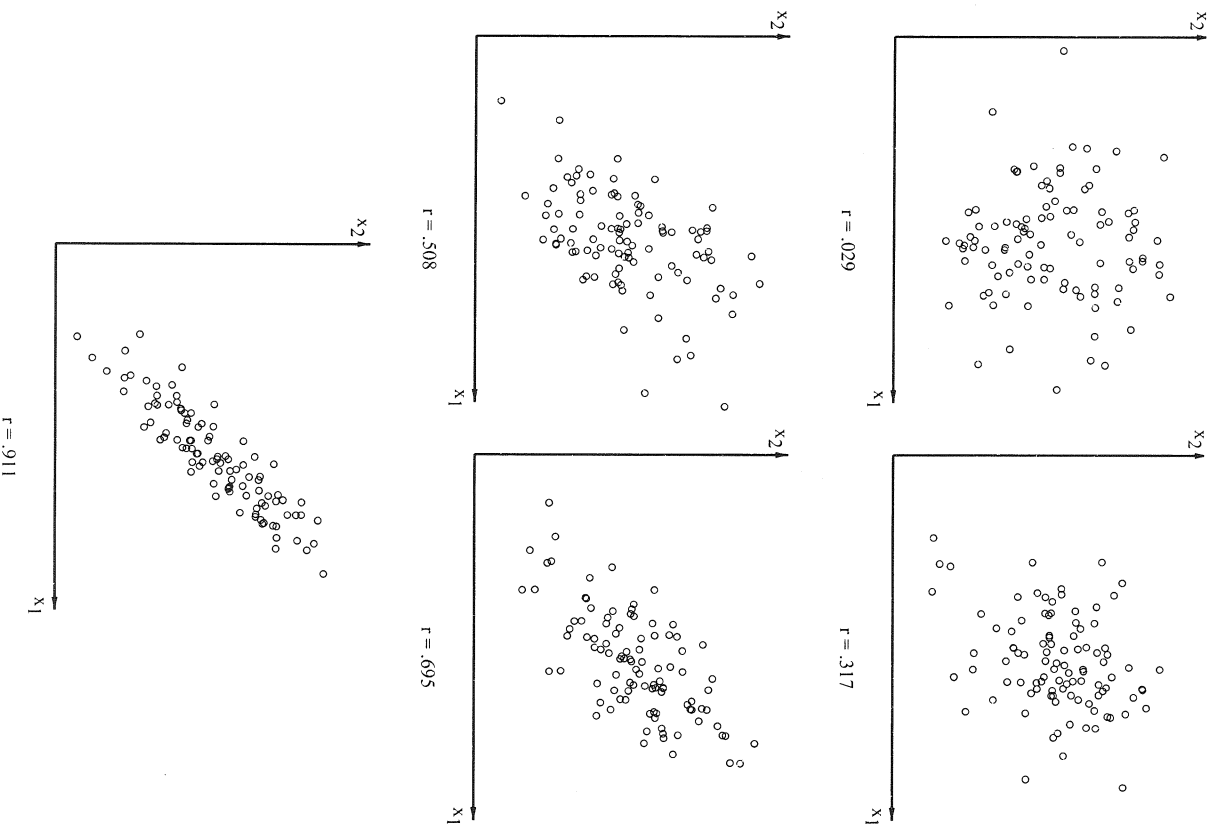 x₂
x₁
r = .029
x₂
x₁
r = .317
x₂
x₁
r = .508
x₂
x₁
r = .695
x₂
x₁
r = .911